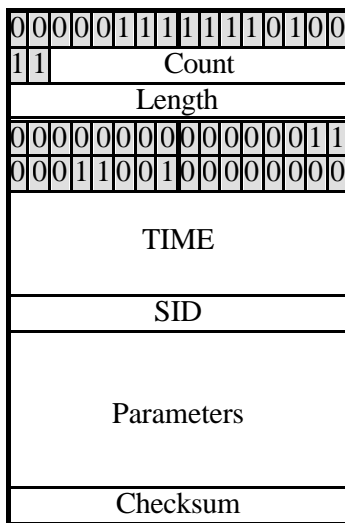 0 0 0 0 0 1 1 1 1 1 1 1 0 1 0 0
1 1 Count
Length
0 0 0 0 0 0 0 0 0 0 0 0 0 0 1 1
0 0 0 1 1 0 0 1 0 0 0 0 0 0 0 0
TIME
SID
Parameters
Checksum